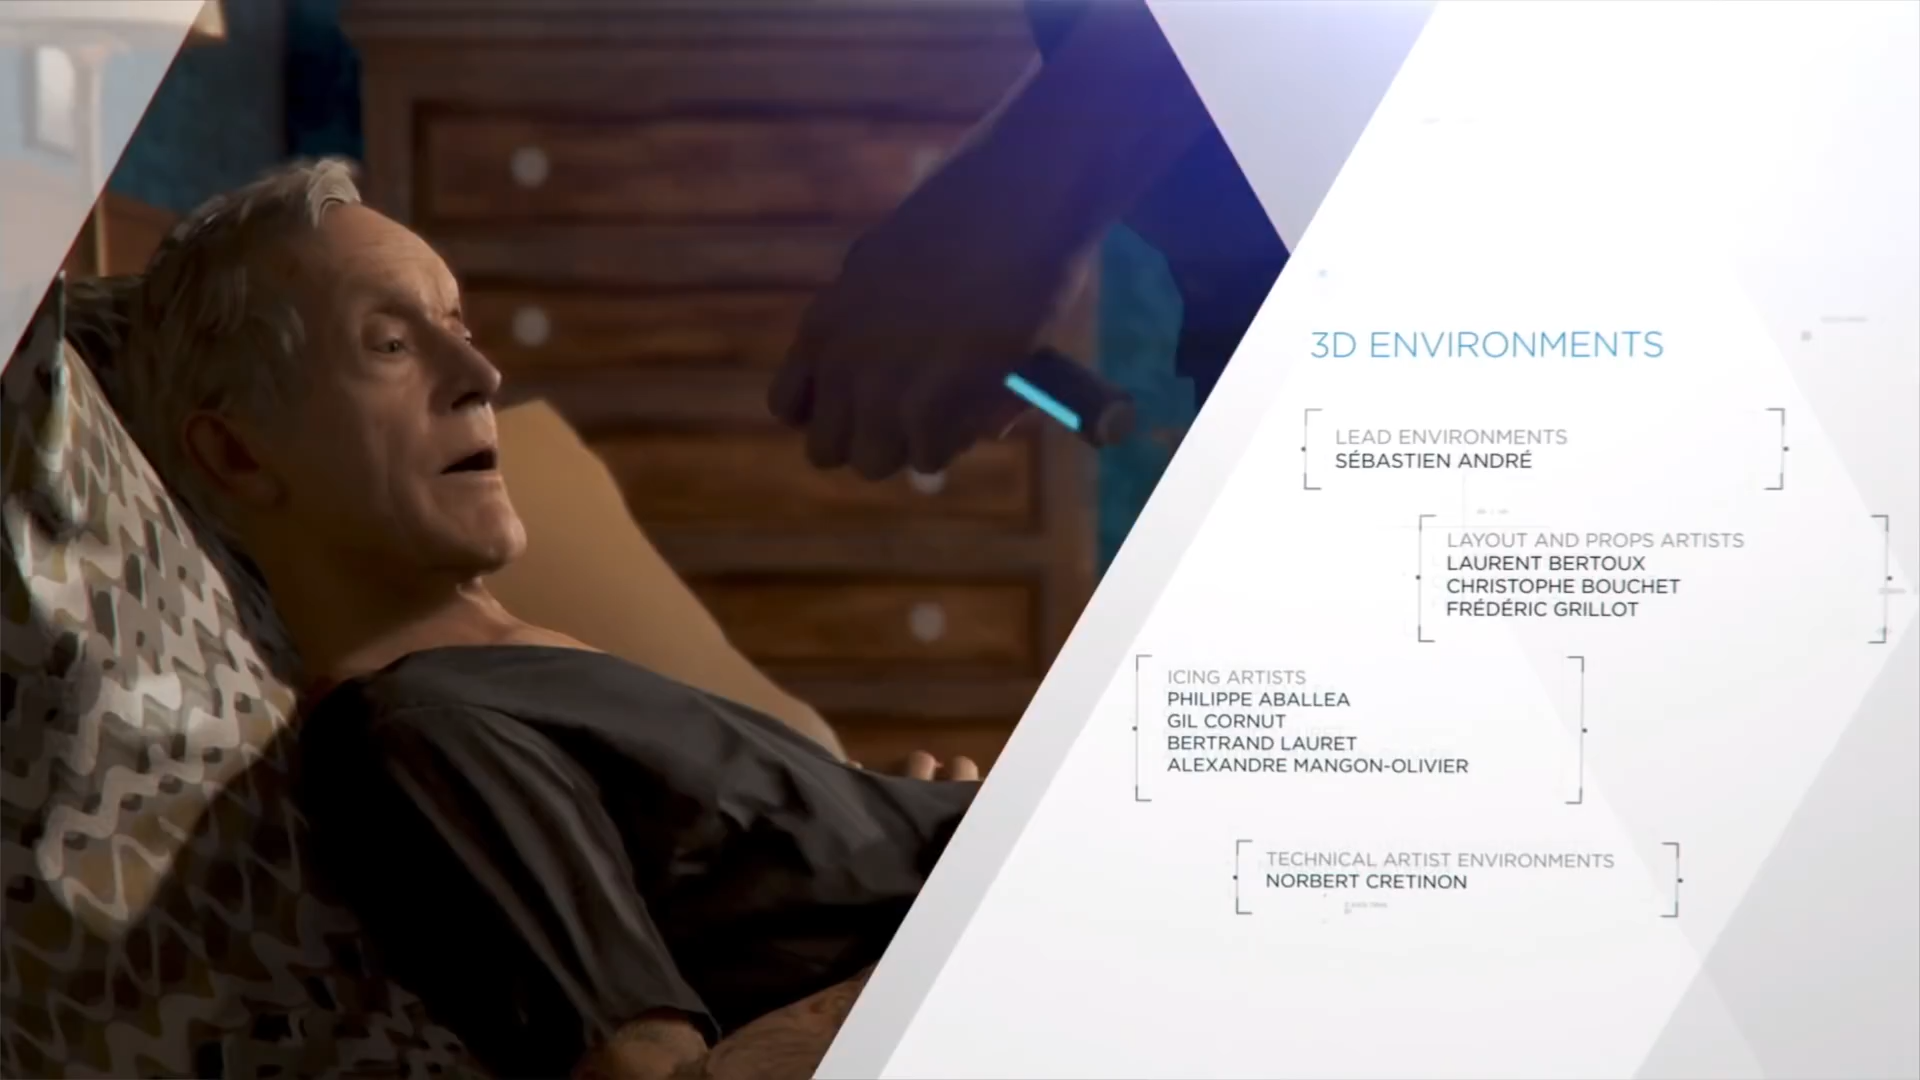 3D ENVIRONMENTS
LEAD ENVIRONMENTS
SÉBASTIEN ANDRÉ
LAYOUT AND PROPS ARTISTS
LAURENT BERTOUX
CHRISTOPHE BOUCHET
FRÉDÉRIC GRILLOT
ICING ARTISTS
PHILIPPE ABALLEA
GIL CORNUT
BERTRAND LAURET
ALEXANDRE MANGON-OLIVIER
TECHNICAL ARTIST ENVIRONMENTS
NORBERT CRETINON